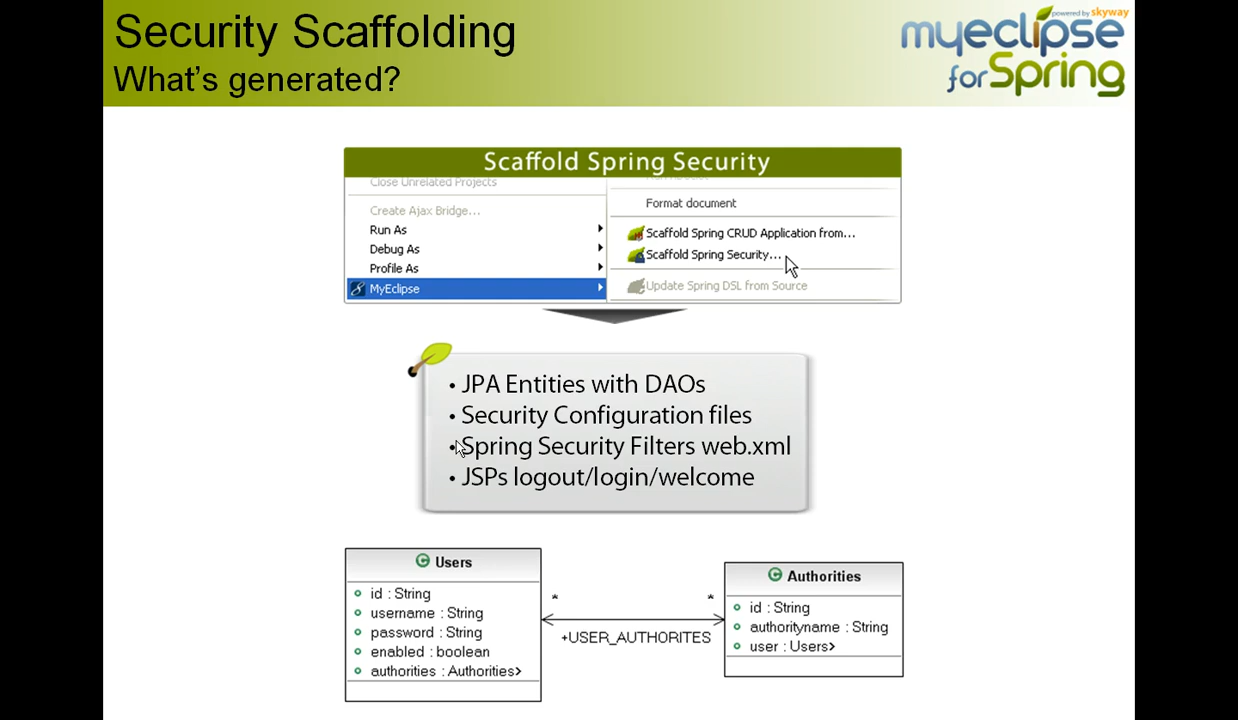 Security Scaffolding
What's generated?
powered by skyway
myeclipse
for Spring
Scaffold Spring Security
Close Unrelated Projects
Create Ajax Bridge...
Run As
Debug As
Profile As
MyEclipse
Format document
Scaffold Spring CRUD Application from...
Scaffold Spring Security...
Update Spring DSL from Source
• JPA Entities with DAOs
• Security Configuration files
• Spring Security Filters web.xml
• JSPs logout/login/welcome
Users
id : String
username : String
password : String
enabled : boolean
authorities : Authorities>
* *
+USER_AUTHORITES
Authorities
id : String
authorityname : String
user : Users>